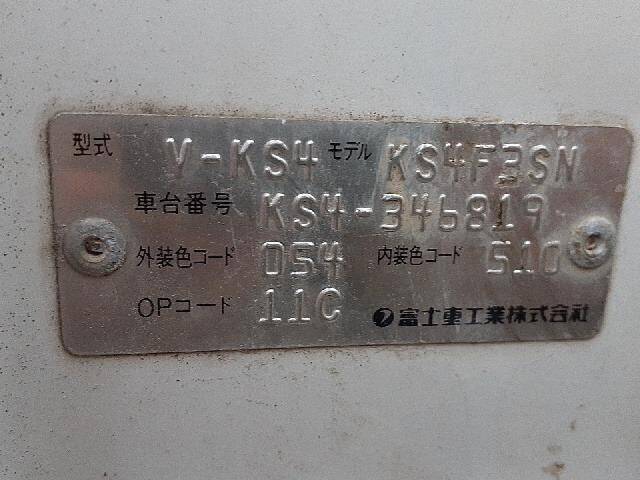 型式 V-KS4 モデル KS4F3SN
車台番号 KS4-346819
外装色コード 054 内装色コード 510
OPコード 11C 富士重工業株式会社